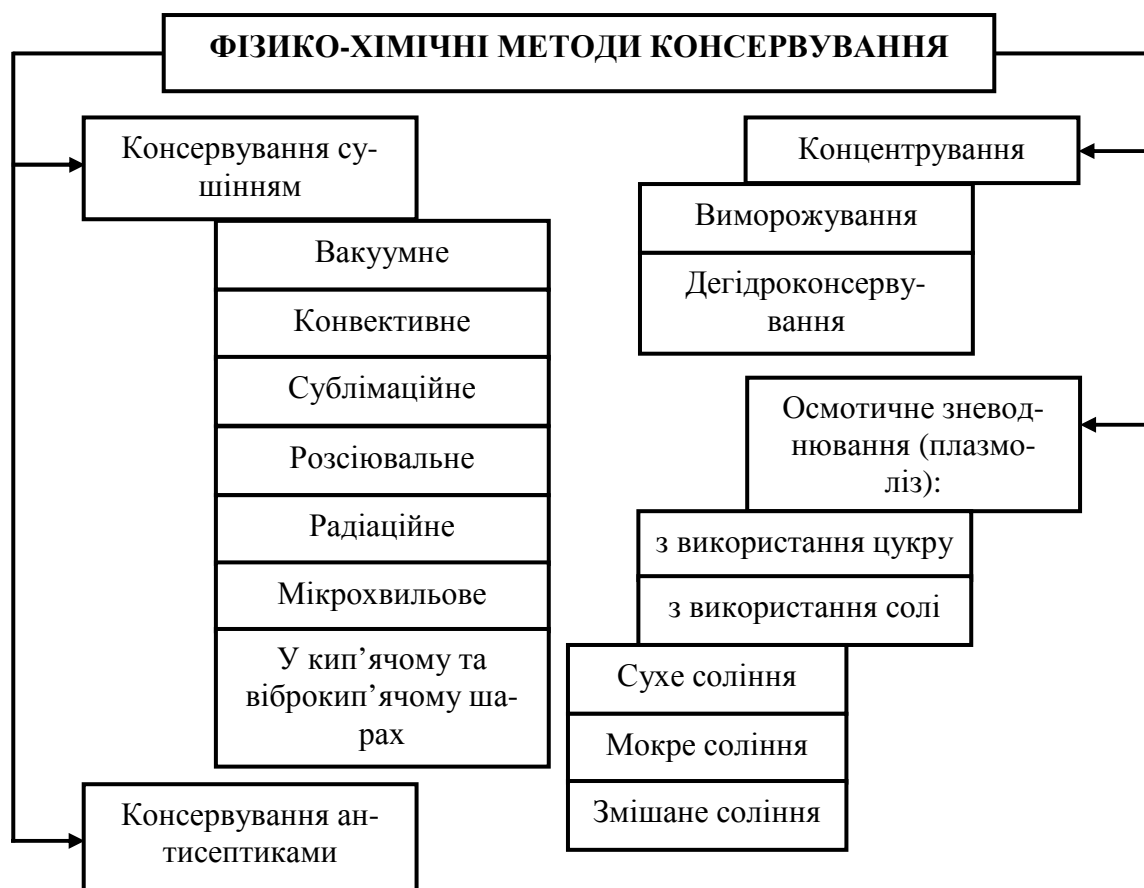 ФІЗИКО-ХІМІЧНІ МЕТОДИ КОНСЕРВУВАННЯ
Консервування су-
шінням
Вакуумне
Конвективне
Сублімаційне
Розсіювальне
Радіаційне
Мікрохвильове
У кип’ячому та
віброкип’ячому ша-
рах
Консервування ан-
тисептиками
Концентрування
Виморожування
Дегідроконсерву-
вання
Осмотичне зневод-
нювання (плазмо-
ліз):
з використання цукру
з використання солі
Сухе соління
Мокре соління
Змішане соління